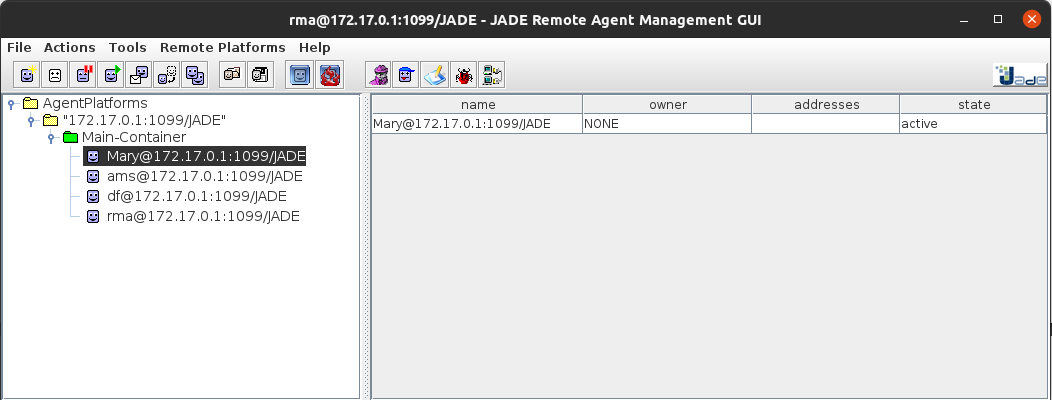 rma@172.17.0.1:1099/JADE - JADE Remote Agent Management GUI
File Actions Tools Remote Platforms Help
Jade
AgentPlatforms
"172.17.0.1:1099/JADE"
Main-Container
Mary@172.17.0.1:1099/JADE
ams@172.17.0.1:1099/JADE
df@172.17.0.1:1099/JADE
rma@172.17.0.1:1099/JADE
name owner addresses state
Mary@172.17.0.1:1099/JADE NONE active